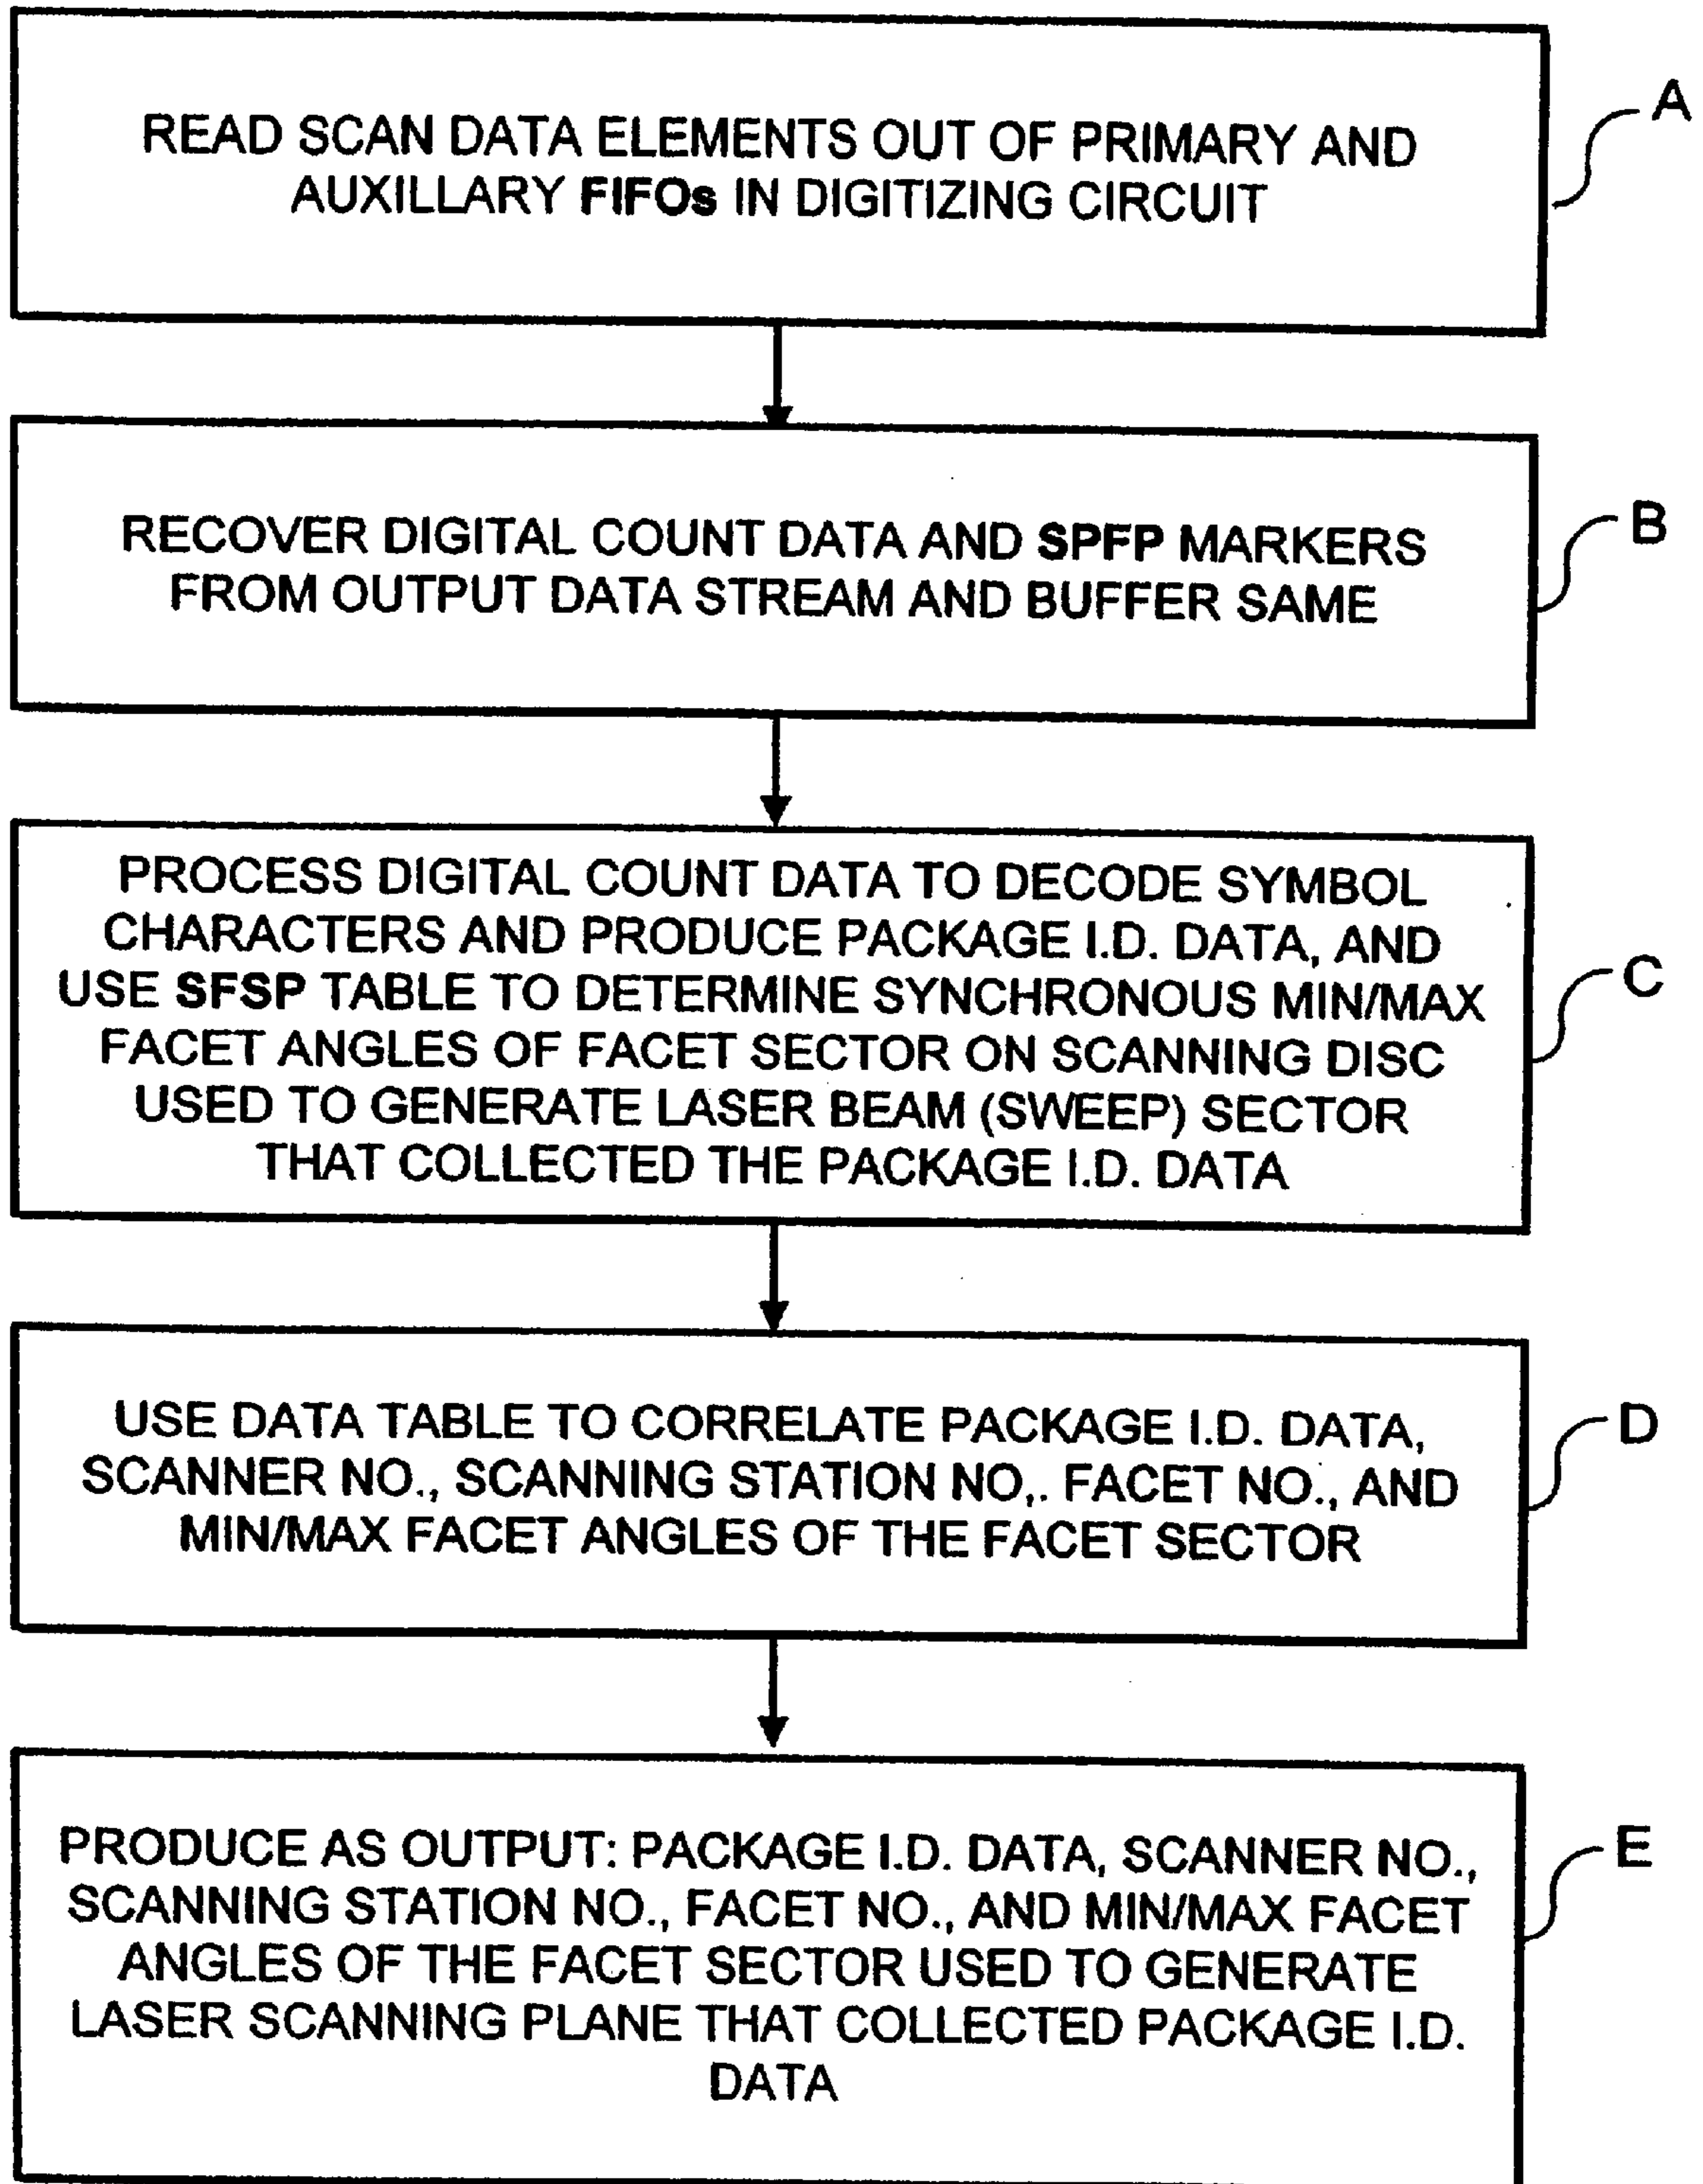 READ SCAN DATA ELEMENTS OUT OF PRIMARY AND
AUXILLARY FIFOs IN DIGITIZING CIRCUIT
A
RECOVER DIGITAL COUNT DATA AND SPFP MARKERS
FROM OUTPUT DATA STREAM AND BUFFER SAME
B
PROCESS DIGITAL COUNT DATA TO DECODE SYMBOL
CHARACTERS AND PRODUCE PACKAGE I.D. DATA, AND
USE SFSP TABLE TO DETERMINE SYNCHRONOUS MIN/MAX
FACET ANGLES OF FACET SECTOR ON SCANNING DISC
USED TO GENERATE LASER BEAM (SWEEP) SECTOR
THAT COLLECTED THE PACKAGE I.D. DATA
C
USE DATA TABLE TO CORRELATE PACKAGE I.D. DATA,
SCANNER NO., SCANNING STATION NO,. FACET NO., AND
MIN/MAX FACET ANGLES OF THE FACET SECTOR
D
PRODUCE AS OUTPUT: PACKAGE I.D. DATA, SCANNER NO.,
SCANNING STATION NO., FACET NO., AND MIN/MAX FACET
ANGLES OF THE FACET SECTOR USED TO GENERATE
LASER SCANNING PLANE THAT COLLECTED PACKAGE I.D.
DATA
E